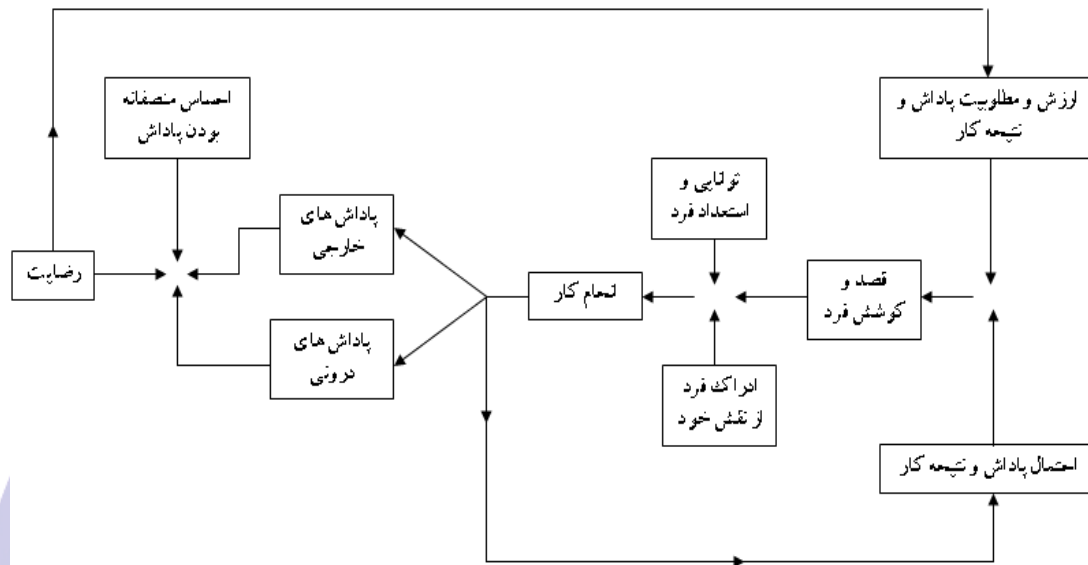 ارزش و مطلوبیت پاداش و
نتیجه کار
احساس منصفانه
بودن پاداش
توانایی و
استعداد فرد
پاداش های
خارجی
رضایت
قصد و
کوشش فرد
انجام کار
پاداش های
درونی
ادراک فرد
از نقش خود
احتمال پاداش و نتیجه کار